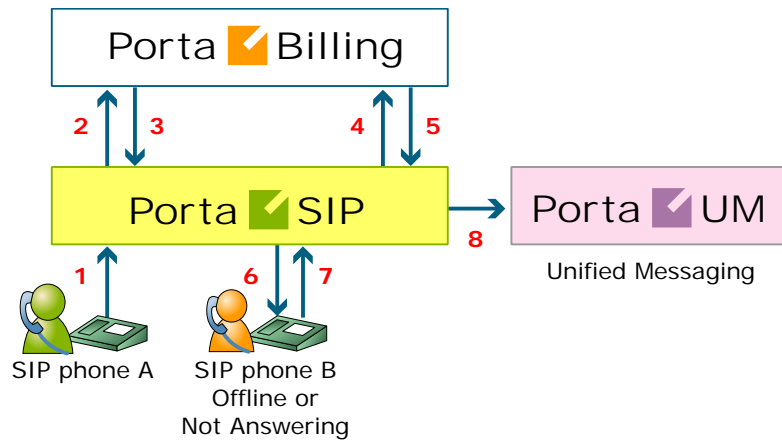 Porta Billing
2 3 4 5
Porta SIP
Porta UM
8
Unified Messaging
1 6 7
SIP phone A
SIP phone B
Offline or
Not Answering